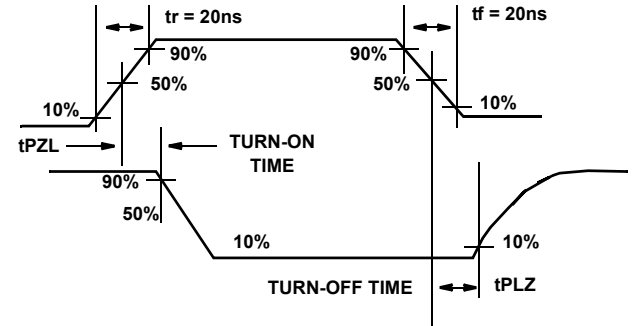 tr = 20ns
tf = 20ns
90%
90%
50%
50%
10%
10%
tPZL
TURN-ON
TIME
90%
50%
10%
10%
TURN-OFF TIME
tPLZ